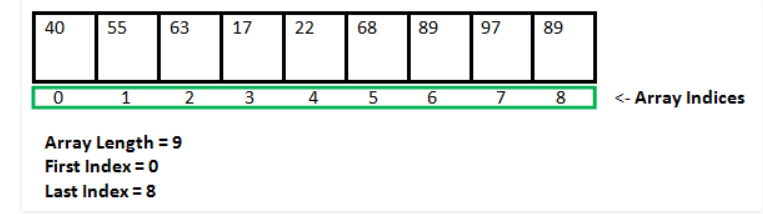 40 55 63 17 22 68 89 97 89
0 1 2 3 4 5 6 7 8 <- Array Indices
Array Length = 9
First Index = 0
Last Index = 8